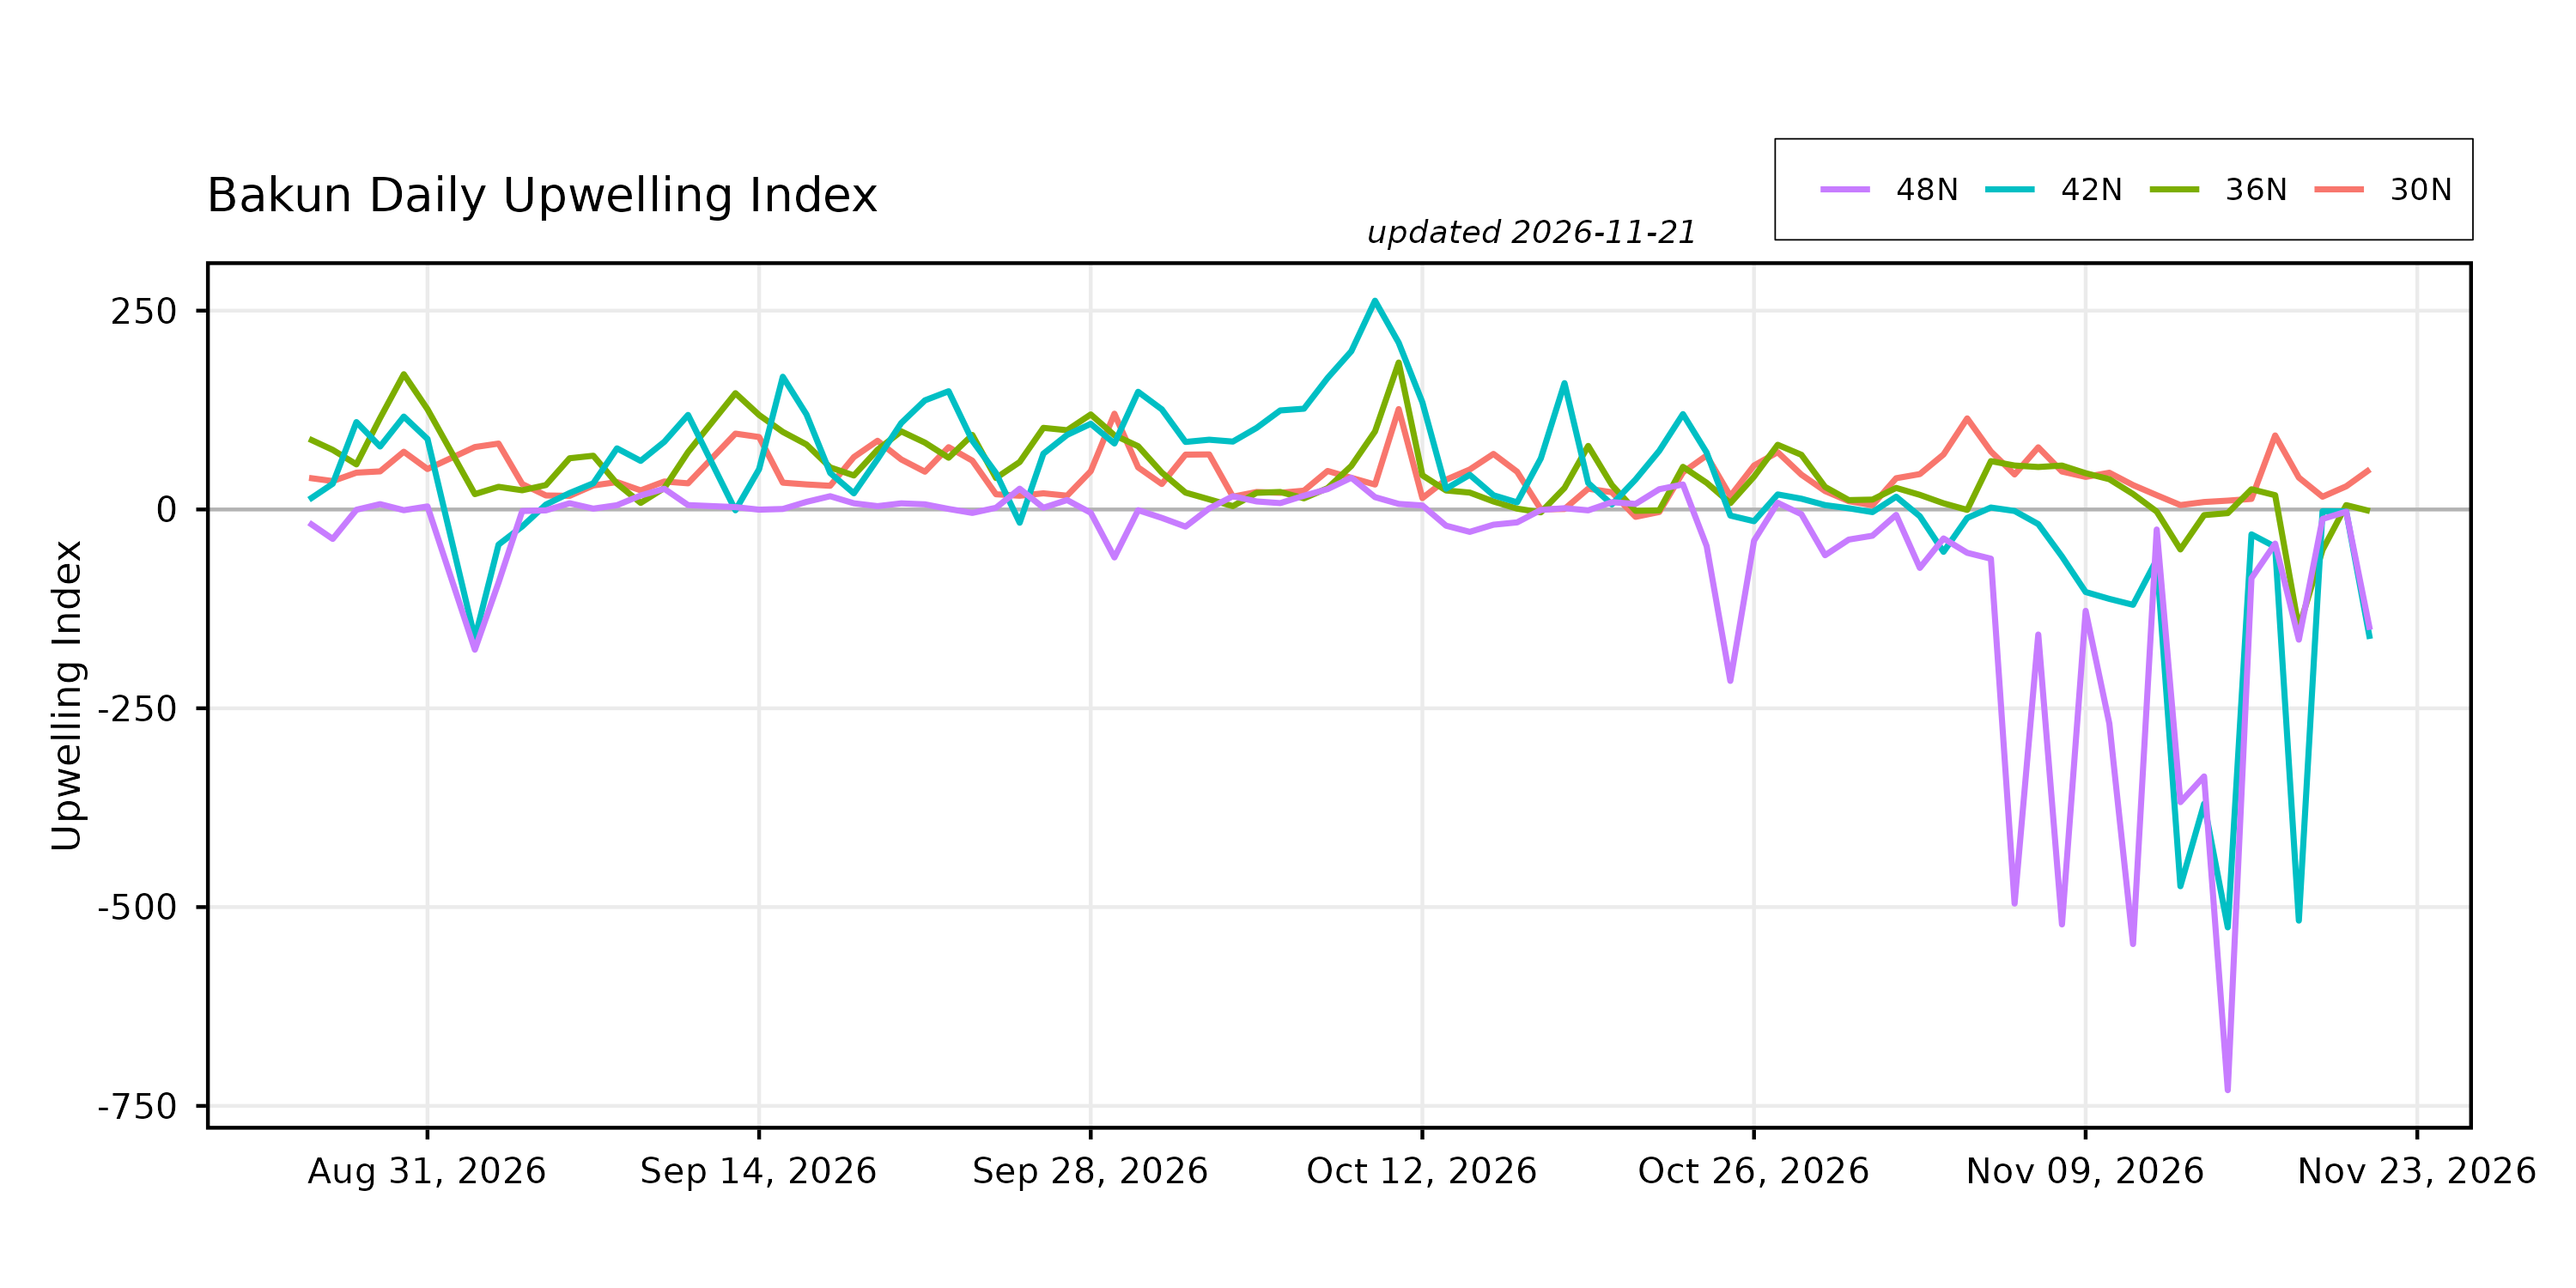 Bakun Daily Upwelling Index
updated 2026-11-21
48N 42N 36N 30N
Upwelling Index
250
0
-250
-500
-750
Aug 31, 2026 Sep 14, 2026 Sep 28, 2026 Oct 12, 2026 Oct 26, 2026 Nov 09, 2026 Nov 23, 2026